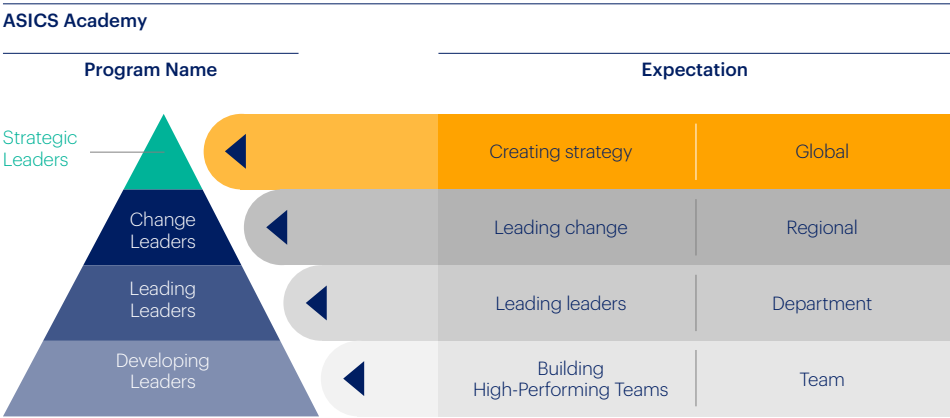 ASICS Academy
Program Name
Expectation
Strategic
Leaders
Creating strategy
Global
Change
Leaders
Leading change
Regional
Leading
Leaders
Leading leaders
Department
Developing
Leaders
Building
High-Performing Teams
Team